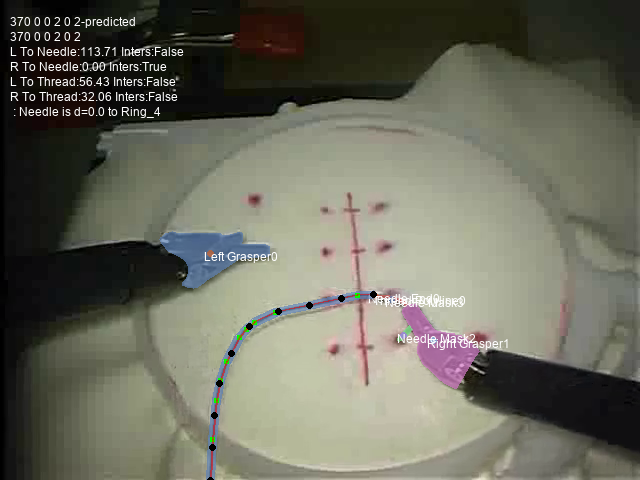 370 0 0 2 0 2-predicted
370 0 0 2 0 2
L To Needle:113.71 Inters:False
R To Needle:0.00 Inters:True
L To Thread:56.43 Inters:False
R To Thread:32.06 Inters:False
: Needle is d=0.0 to Ring_4
Left Grasper0
Needle End0
Needle Mask2
Right Grasper1